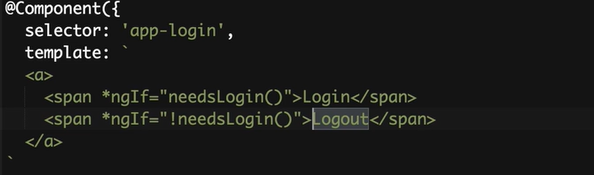 @Component({
  selector: 'app-login',
  template: `
  <a>
    <span *ngIf="needsLogin()">Login</span>
    <span *ngIf="!needsLogin()">Logout</span>
  </a>
`